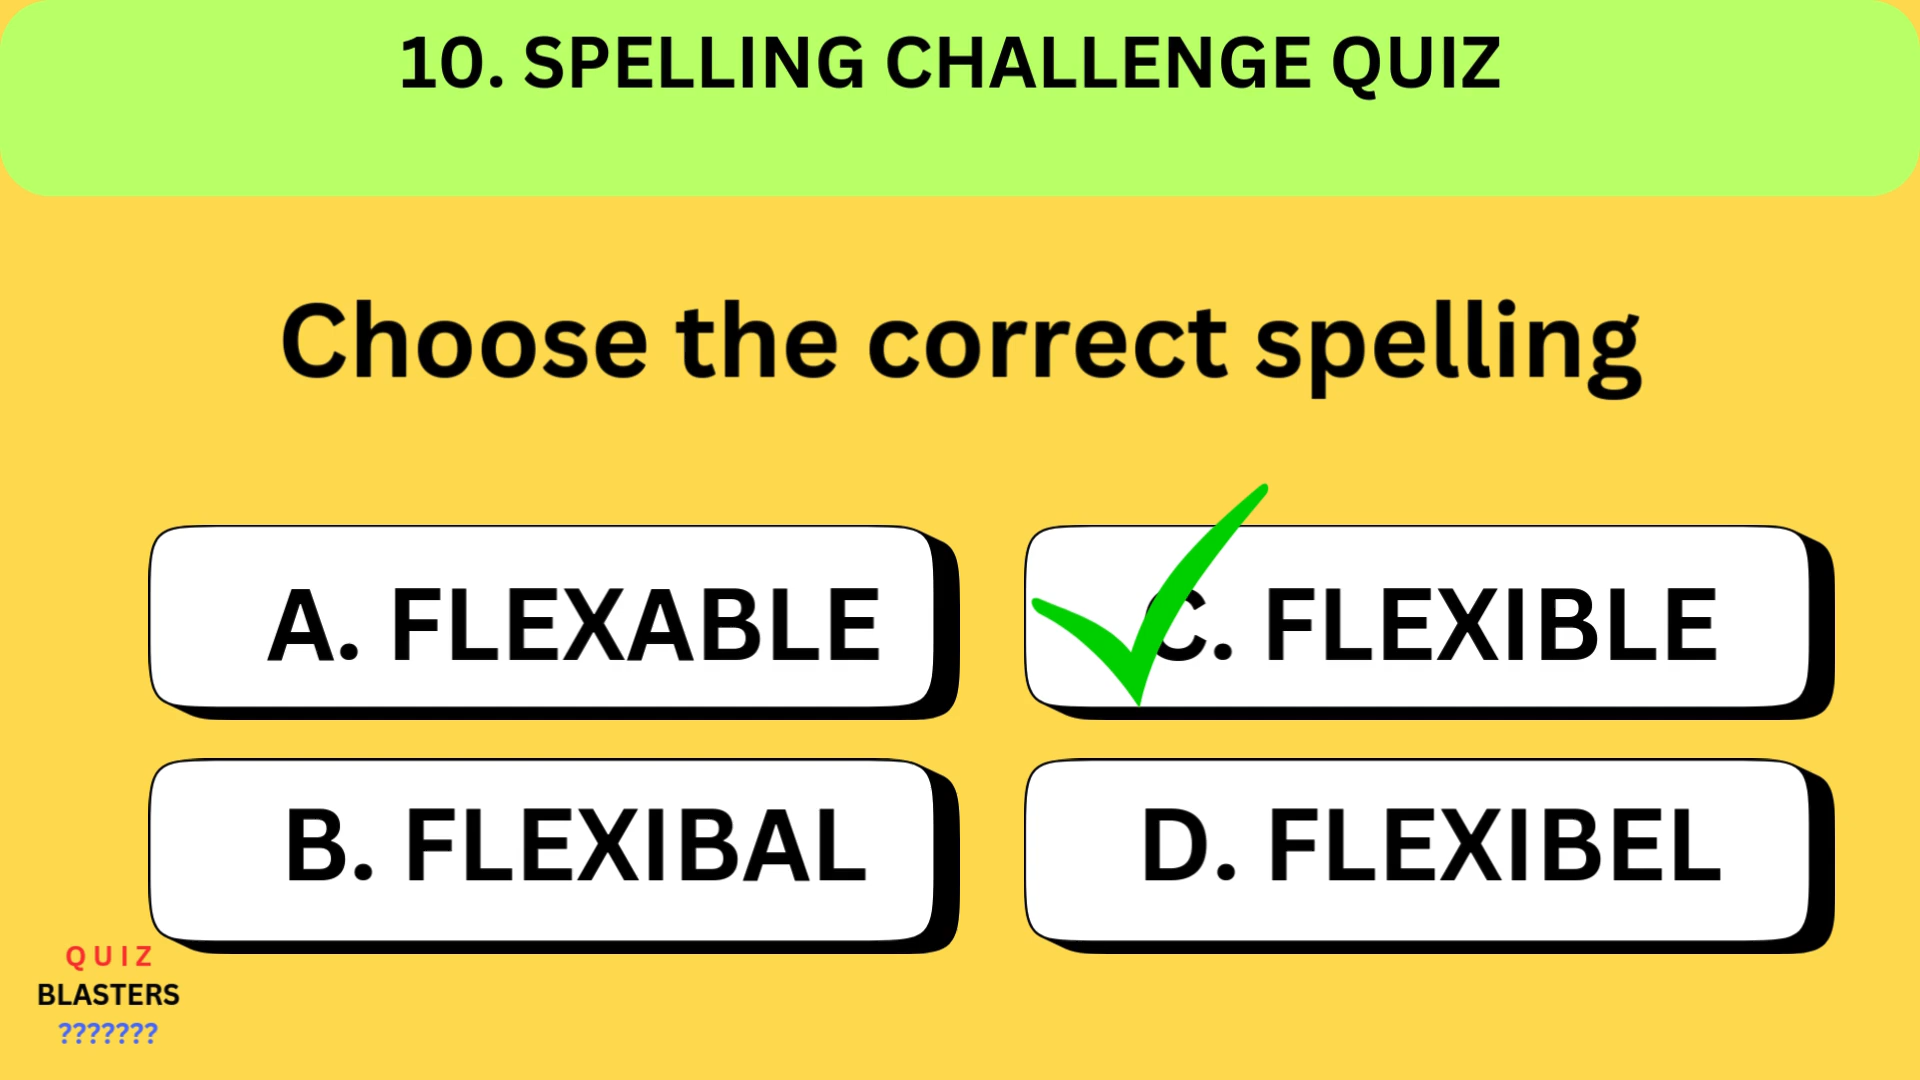 10. SPELLING CHALLENGE QUIZ
Choose the correct spelling
A. FLEXABLE
C. FLEXIBLE
B. FLEXIBAL
D. FLEXIBEL
QUIZ
BLASTERS
???????